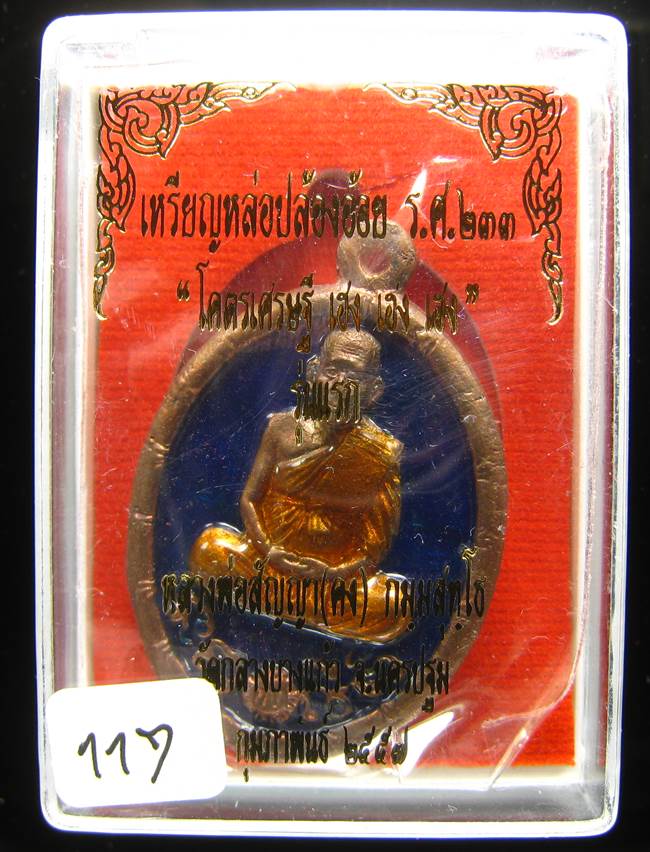 เหรียญหล่อปล้องอ้อย ร.ศ.๒๓๓
“โคตรเศรษฐี เฮง เฮง เฮง”
รุ่นแรก
หลวงพ่อสัญญา(คง) กมฺมสุทฺโธ
วัดกลางบางแก้ว จ.นครปฐม
กุมภาพันธ์ ๒๕๕๗